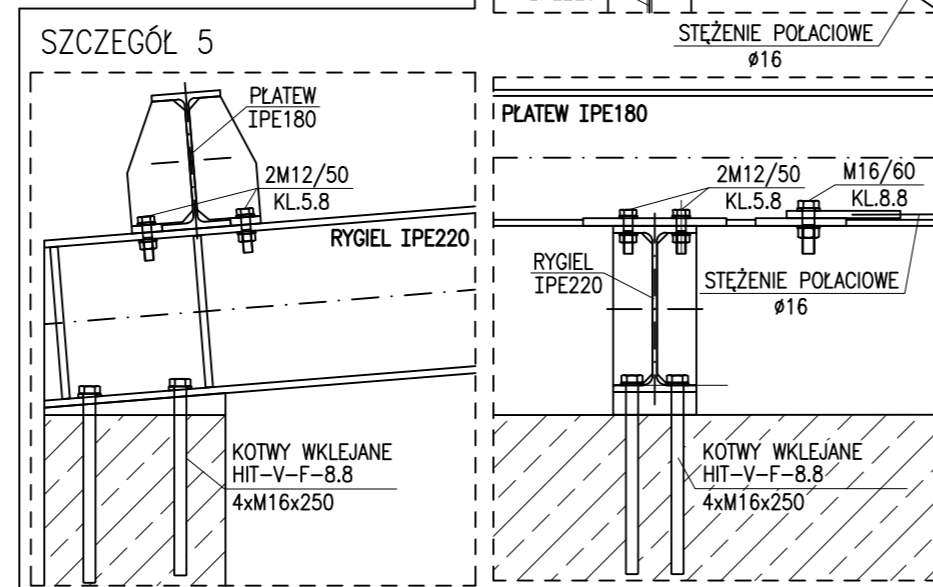 STĘŻENIE POŁACIOWE
ø16
SZCZEGÓŁ 5
PŁATEW
IPE180
2M12/50
KL.5.8
RYGIEL IPE220
KOTWY WKLEJANE
HIT-V-F-8.8
4xM16x250
PŁATEW IPE180
2M12/50
KL.5.8
M16/60
KL.8.8
RYGIEL
IPE220
STĘŻENIE POŁACIOWE
ø16
KOTWY WKLEJANE
HIT-V-F-8.8
4xM16x250